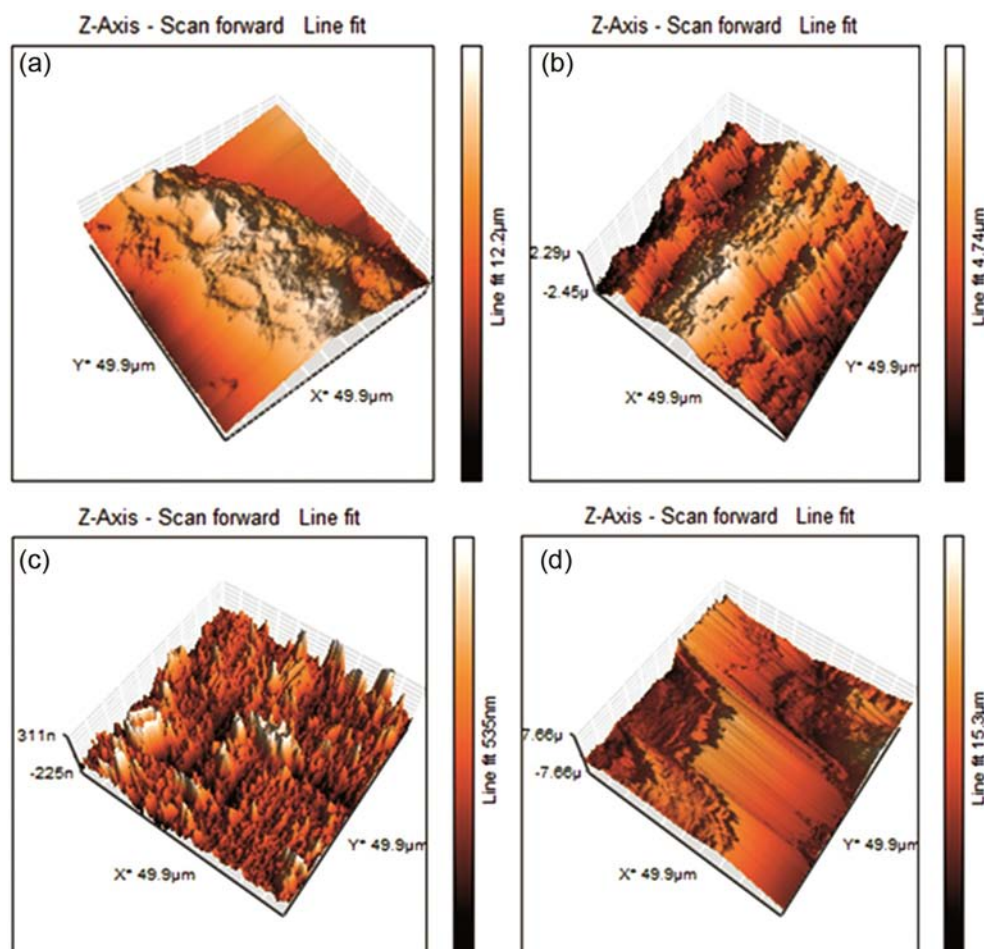 Z-Axis - Scan forward Line fit
(a)
Line fit 12.2µm
Y* 49.9µm
X* 49.9µm
Z-Axis - Scan forward Line fit
(b)
Line fit 4.74µm
2.29µ
-2.45µ
X* 49.9µm
Y* 49.9µm
Z-Axis - Scan forward Line fit
(c)
Line fit 535nm
311n
-225n
X* 49.9µm
Y* 49.9µm
Z-Axis - Scan forward Line fit
(d)
Line fit 15.3µm
7.66µ
-7.66µ
X* 49.9µm
Y* 49.9µm